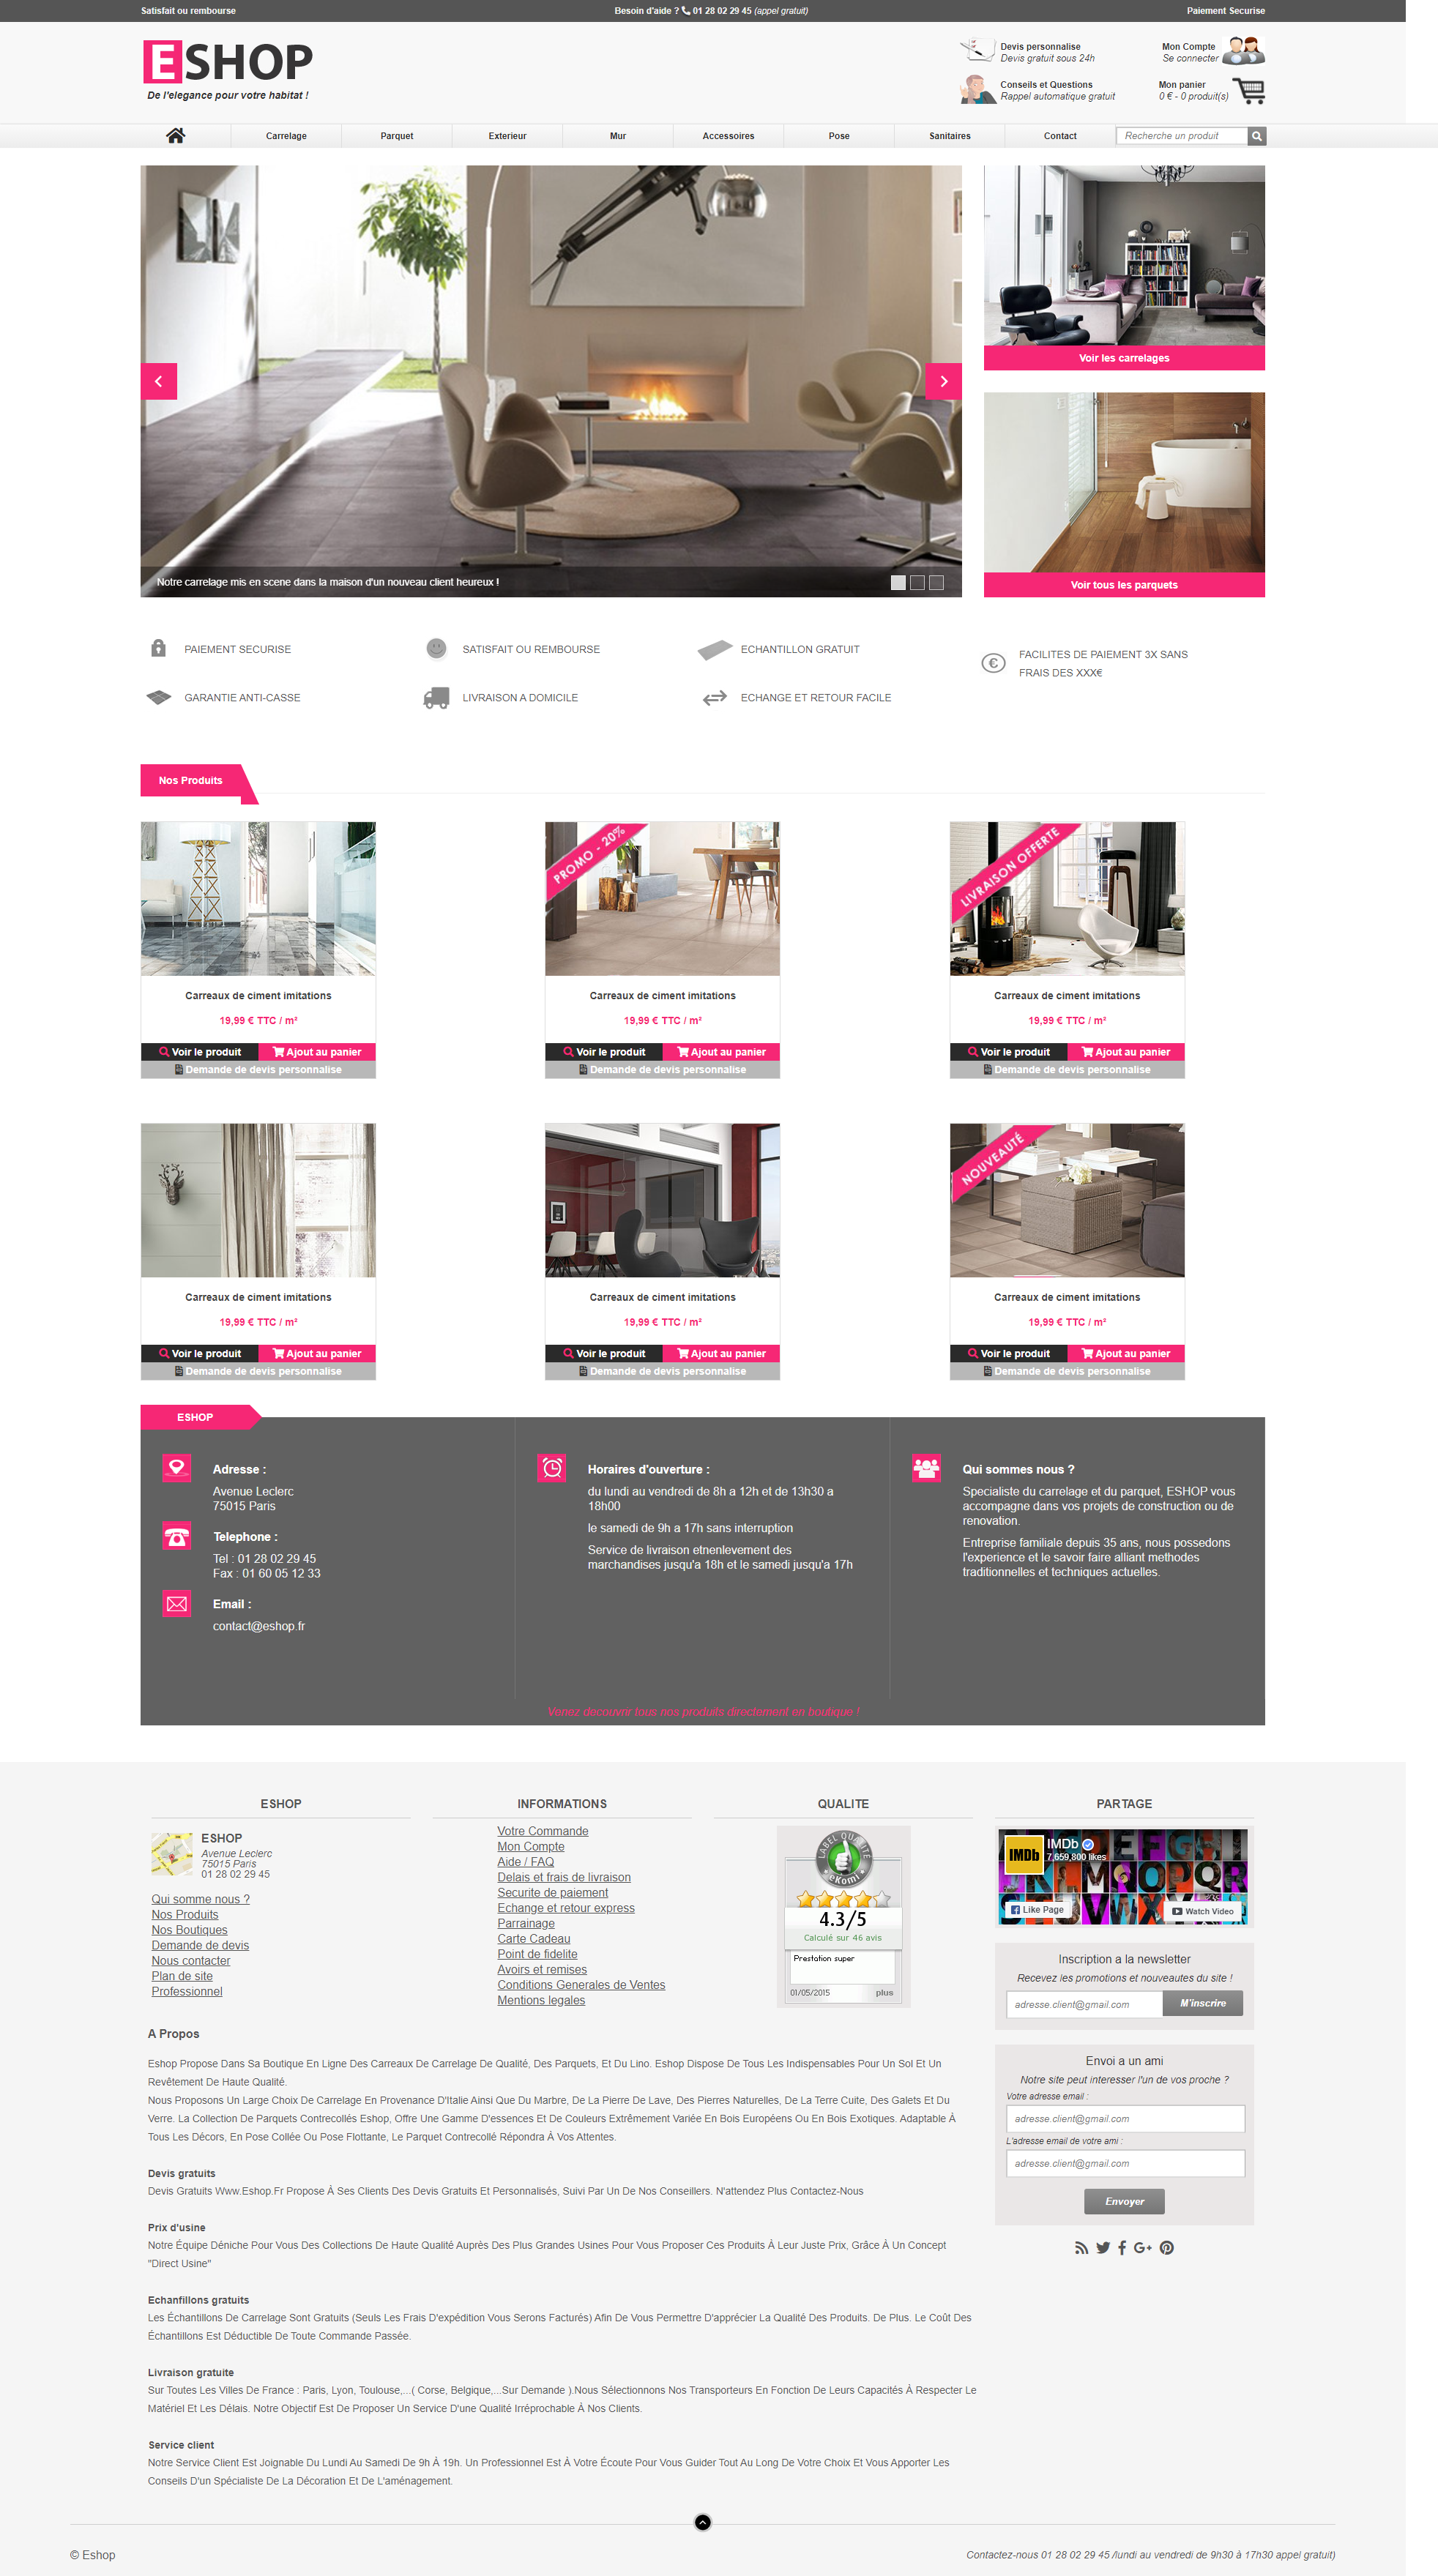 Satisfait ou rembourse
Besoin d'aide ? 01 28 02 29 45 (appel gratuit)
Paiement Securise
ESHOP
De l'elegance pour votre habitat !
Devis personnalise
Devis gratuit sous 24h
Mon Compte
Se connecter
Conseils et Questions
Rappel automatique gratuit
Mon panier
0 € - 0 produit(s)
Carrelage
Parquet
Exterieur
Mur
Accessoires
Pose
Sanitaires
Contact
Recherche un produit
Voir les carrelages
Notre carrelage mis en scene dans la maison d'un nouveau client heureux !
Voir tous les parquets
PAIEMENT SECURISE
SATISFAIT OU REMBOURSE
ECHANTILLON GRATUIT
FACILITES DE PAIEMENT 3X SANS
FRAIS DES XXX€
GARANTIE ANTI-CASSE
LIVRAISON A DOMICILE
ECHANGE ET RETOUR FACILE
Nos Produits
PROMO - 20%
LIVRAISON OFFERTE
Carreaux de ciment imitations
19,99 € TTC / m²
Voir le produit
Ajout au panier
Demande de devis personnalise
Carreaux de ciment imitations
19,99 € TTC / m²
Voir le produit
Ajout au panier
Demande de devis personnalise
Carreaux de ciment imitations
19,99 € TTC / m²
Voir le produit
Ajout au panier
Demande de devis personnalise
NOUVEAUTÉ
Carreaux de ciment imitations
19,99 € TTC / m²
Voir le produit
Ajout au panier
Demande de devis personnalise
Carreaux de ciment imitations
19,99 € TTC / m²
Voir le produit
Ajout au panier
Demande de devis personnalise
Carreaux de ciment imitations
19,99 € TTC / m²
Voir le produit
Ajout au panier
Demande de devis personnalise
ESHOP
Adresse :
Avenue Leclerc
75015 Paris
Telephone :
Tel : 01 28 02 29 45
Fax : 01 60 05 12 33
Email :
contact@eshop.fr
Horaires d'ouverture :
du lundi au vendredi de 8h a 12h et de 13h30 a
18h00
le samedi de 9h a 17h sans interruption
Service de livraison etnenlevement des
marchandises jusqu'a 18h et le samedi jusqu'a 17h
Qui sommes nous ?
Specialiste du carrelage et du parquet, ESHOP vous
accompagne dans vos projets de construction ou de
renovation.
Entreprise familiale depuis 35 ans, nous possedons
l'experience et le savoir faire alliant methodes
traditionnelles et techniques actuelles.
Venez decouvrir tous nos produits directement en boutique !
ESHOP
ESHOP
Avenue Leclerc
75015 Paris
01 28 02 29 45
Qui somme nous ?
Nos Produits
Nos Boutiques
Demande de devis
Nous contacter
Plan de site
Professionnel
INFORMATIONS
Votre Commande
Mon Compte
Aide / FAQ
Delais et frais de livraison
Securite de paiement
Echange et retour express
Parrainage
Carte Cadeau
Point de fidelite
Avoirs et remises
Conditions Generales de Ventes
Mentions legales
QUALITE
LABEL QUALITÉ
eKomi
4.3/5
Calculé sur 46 avis
Prestation super
01/05/2015
plus
PARTAGE
IMDb
IMDb
7,659,800 likes
Like Page
Watch Video
Inscription a la newsletter
Recevez les promotions et nouveautes du site !
adresse.client@gmail.com
M'inscrire
Envoi a un ami
Notre site peut interesser l'un de vos proche ?
Votre adresse email :
adresse.client@gmail.com
L'adresse email de votre ami :
adresse.client@gmail.com
Envoyer
A Propos
Eshop Propose Dans Sa Boutique En Ligne Des Carreaux De Carrelage De Qualité, Des Parquets, Et Du Lino. Eshop Dispose De Tous Les Indispensables Pour Un Sol Et Un
Revêtement De Haute Qualité.
Nous Proposons Un Large Choix De Carrelage En Provenance D'Italie Ainsi Que Du Marbre, De La Pierre De Lave, Des Pierres Naturelles, De La Terre Cuite, Des Galets Et Du
Verre. La Collection De Parquets Contrecollés Eshop, Offre Une Gamme D'essences Et De Couleurs Extrêmement Variée En Bois Européens Ou En Bois Exotiques. Adaptable À
Tous Les Décors, En Pose Collée Ou Pose Flottante, Le Parquet Contrecollé Répondra À Vos Attentes.
Devis gratuits
Devis Gratuits Www.Eshop.Fr Propose À Ses Clients Des Devis Gratuits Et Personnalisés, Suivi Par Un De Nos Conseillers. N'attendez Plus Contactez-Nous
Prix d'usine
Notre Équipe Déniche Pour Vous Des Collections De Haute Qualité Auprès Des Plus Grandes Usines Pour Vous Proposer Ces Produits À Leur Juste Prix, Grâce À Un Concept
"Direct Usine"
Echanfillons gratuits
Les Échantillons De Carrelage Sont Gratuits (Seuls Les Frais D'expédition Vous Serons Facturés) Afin De Vous Permettre D'apprécier La Qualité Des Produits. De Plus. Le Coût Des
Échantillons Est Déductible De Toute Commande Passée.
Livraison gratuite
Sur Toutes Les Villes De France : Paris, Lyon, Toulouse,...( Corse, Belgique,...Sur Demande ).Nous Sélectionnons Nos Transporteurs En Fonction De Leurs Capacités À Respecter Le
Matériel Et Les Délais. Notre Objectif Est De Proposer Un Service D'une Qualité Irréprochable À Nos Clients.
Service client
Notre Service Client Est Joignable Du Lundi Au Samedi De 9h À 19h. Un Professionnel Est À Votre Écoute Pour Vous Guider Tout Au Long De Votre Choix Et Vous Apporter Les
Conseils D'un Spécialiste De La Décoration Et De L'aménagement.
© Eshop
Contactez-nous 01 28 02 29 45 /lundi au vendredi de 9h30 à 17h30 appel gratuit)